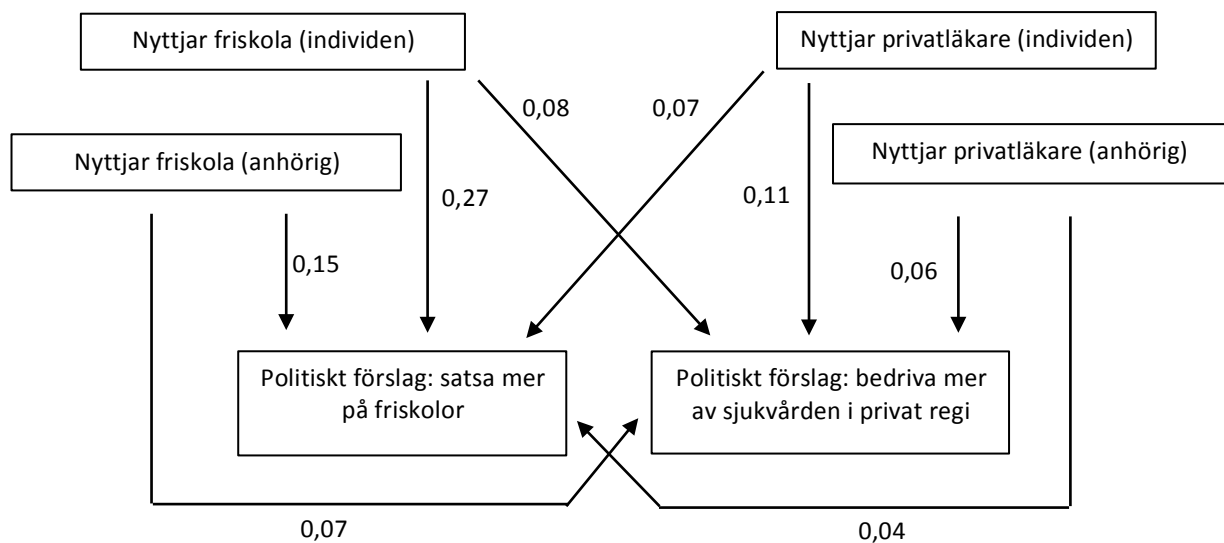 Nyttjar friskola (individen)
Nyttjar privatläkare (individen)
0,08
0,07
Nyttjar friskola (anhörig)
Nyttjar privatläkare (anhörig)
0,27
0,11
0,15
0,06
Politiskt förslag: satsa mer
på friskolor
Politiskt förslag: bedriva mer
av sjukvården i privat regi
0,07
0,04